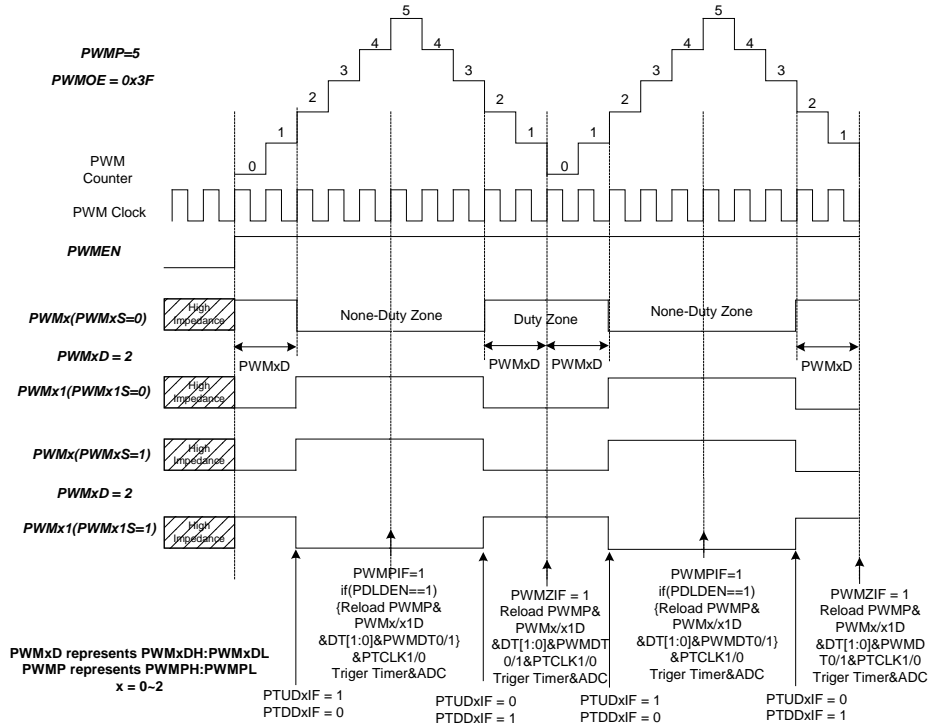 5
5
PWMP=5
4
4
4
4
PWMOE = 0x3F
3
3
3
3
2
2
2
2
1
1
1
1
0
0
PWM
Counter
PWM Clock
PWMEN
PWMx(PWMxS=0)
High
Impedance
None-Duty Zone
Duty Zone
None-Duty Zone
PWMxD = 2
PWMxD
PWMxD
PWMxD
PWMxD
PWMx1(PWMx1S=0)
High
Impedance
PWMx(PWMxS=1)
High
Impedance
PWMxD = 2
PWMx1(PWMx1S=1)
High
Impedance
PWMPIF=1
if(PDLDEN==1)
{Reload PWMP&
PWMx/x1D
&DT[1:0]&PWMDT0/1}
&PTCLK1/0
Triger Timer&ADC
PWMZIF = 1
Reload PWMP&
PWMx/x1D
&DT[1:0]&PWMDT
0/1&PTCLK1/0
Triger Timer&ADC
PWMPIF=1
if(PDLDEN==1)
{Reload PWMP&
PWMx/x1D
&DT[1:0]&PWMDT0/1}
&PTCLK1/0
Triger Timer&ADC
PWMZIF = 1
Reload PWMP&
PWMx/x1D
&DT[1:0]&PWMD
T0/1&PTCLK1/0
Triger Timer&ADC
PWMxD represents PWMxDH:PWMxDL
PWMP represents PWMPH:PWMPL
x = 0~2
PTUDxIF = 1
PTDDxIF = 0
PTUDxIF = 0
PTDDxIF = 1
PTUDxIF = 1
PTDDxIF = 0
PTUDxIF = 0
PTDDxIF = 1